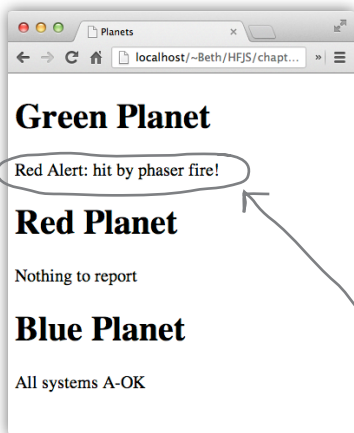 Planets
localhost/~Beth/HFJS/chapt...
Green Planet
Red Alert: hit by phaser fire!
Red Planet
Nothing to report
Blue Planet
All systems A-OK